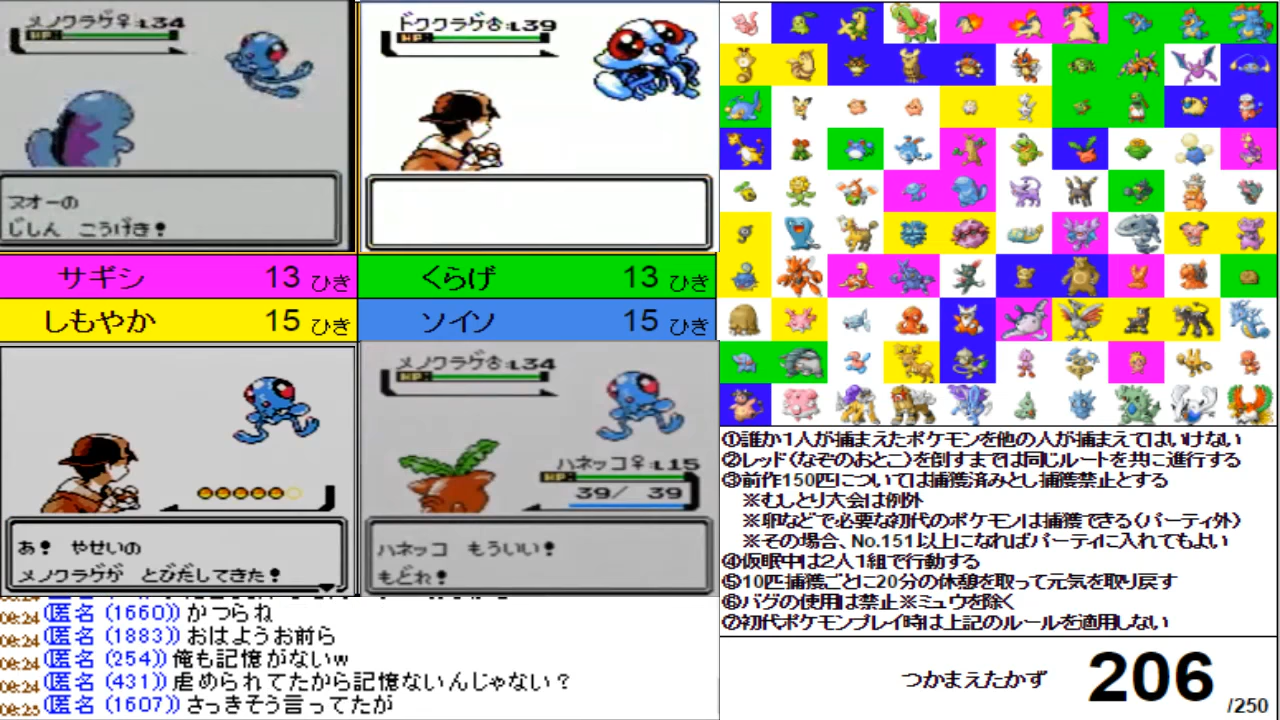 メノクラゲ♀:L34
HP
ヌオーの
じしん こうげき!
ドククラゲ♂:L39
HP
サギシ 13 ひき
くらげ 13 ひき
しもやか 15 ひき
ソイソ 15 ひき
あ! やせいの
メノクラゲが とびだしてきた!
メノクラゲ♂:L34
HP
ハネッコ♀:L15
HP
39/ 39
ハネッコ もういい!
もどれ!
08:24 (匿名 (1660)) かつらね
08:24 (匿名 (1883)) おはようお前ら
08:24 (匿名 (254)) 俺も記憶がないw
08:24 (匿名 (431)) 虐められてたから記憶ないんじゃない?
08:25 (匿名 (1607)) さっきそう言ってたが
①誰か1人が捕まえたポケモンを他の人が捕まえてはいけない
②レッド(なぞのおとこ)を倒すまでは同じルートを共に進行する
③前作150匹については捕獲済みとし捕獲禁止とする
※むしとり大会は例外
※卵などで必要な初代のポケモンは捕獲できる(パーティ外)
※その場合、No.151以上になればパーティに入れてもよい
④仮眠中は2人1組で行動する
⑤10匹捕獲ごとに20分の休憩を取って元気を取り戻す
⑥バグの使用は禁止※ミュウを除く
⑦初代ポケモンプレイ時は上記のルールを適用しない
つかまえたかず 206 /250